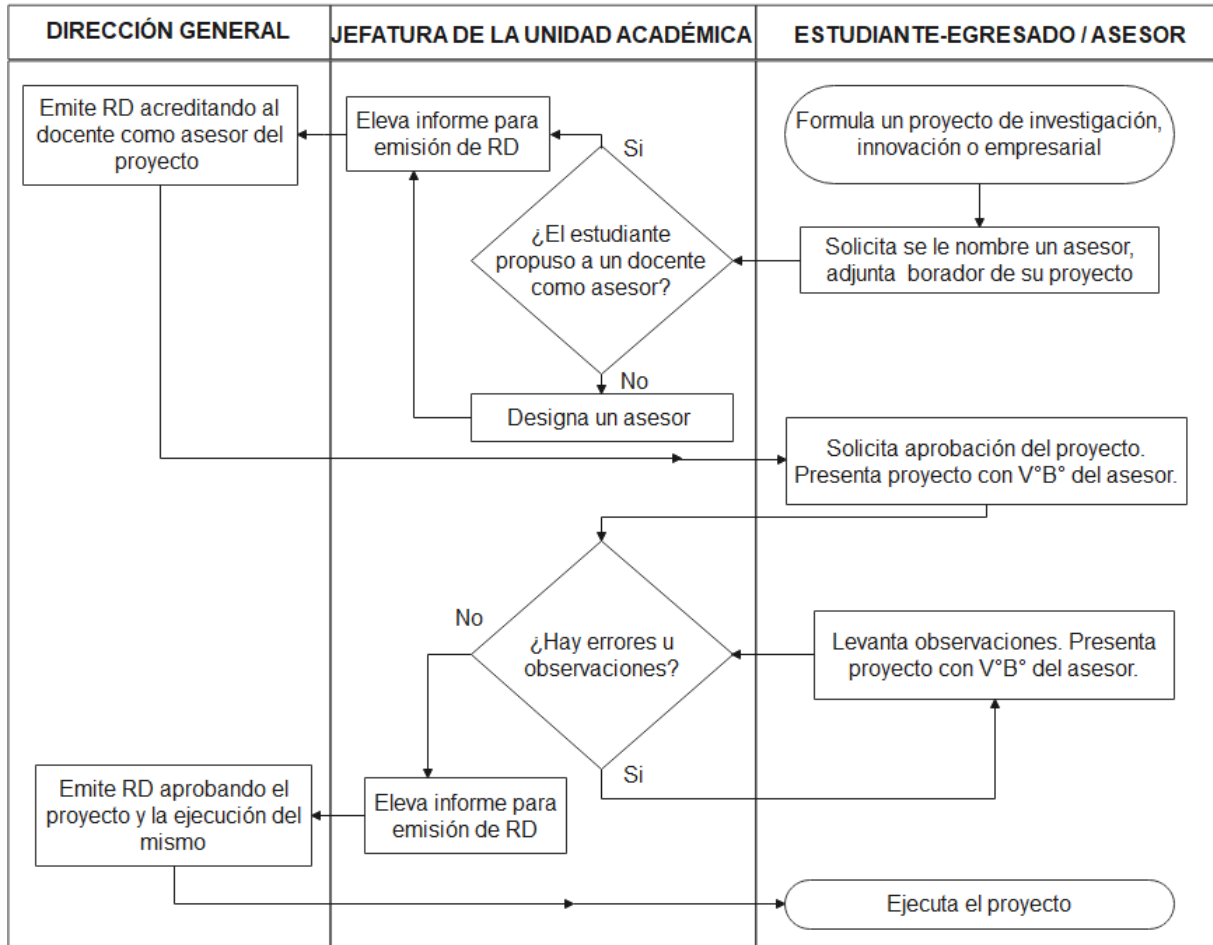 DIRECCIÓN GENERAL
JEFATURA DE LA UNIDAD ACADÉMICA
ESTUDIANTE-EGRESADO / ASESOR
Emite RD acreditando al
docente como asesor del
proyecto
Eleva informe para
emisión de RD
Si
Formula un proyecto de investigación,
innovación o empresarial
¿El estudiante
propuso a un docente
como asesor?
Solicita se le nombre un asesor,
adjunta borador de su proyecto
No
Designa un asesor
Solicita aprobación del proyecto.
Presenta proyecto con V°B° del asesor.
No
¿Hay errores u
observaciones?
Levanta observaciones. Presenta
proyecto con V°B° del asesor.
Si
Emite RD aprobando el
proyecto y la ejecución del
mismo
Eleva informe para
emisión de RD
Ejecuta el proyecto